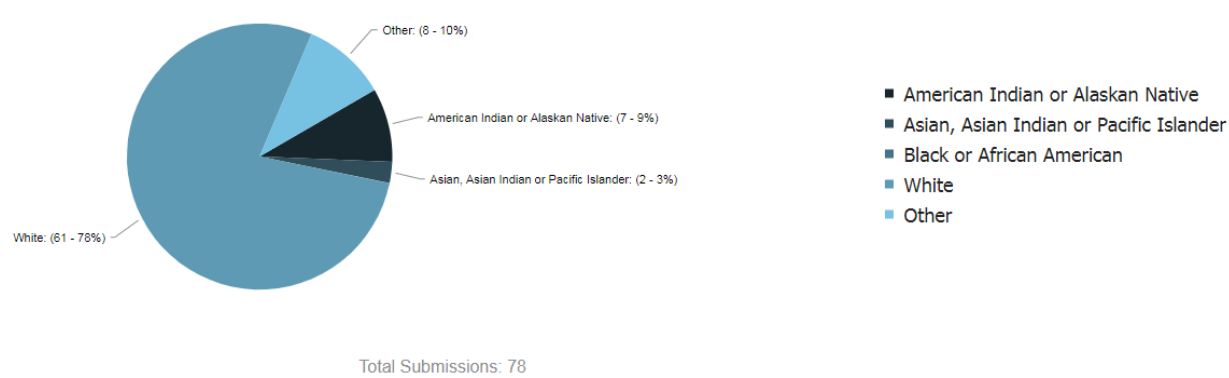 Other: (8 - 10%)
American Indian or Alaskan Native: (7 - 9%)
Asian, Asian Indian or Pacific Islander: (2 - 3%)
White: (61 - 78%)
American Indian or Alaskan Native
Asian, Asian Indian or Pacific Islander
Black or African American
White
Other
Total Submissions: 78